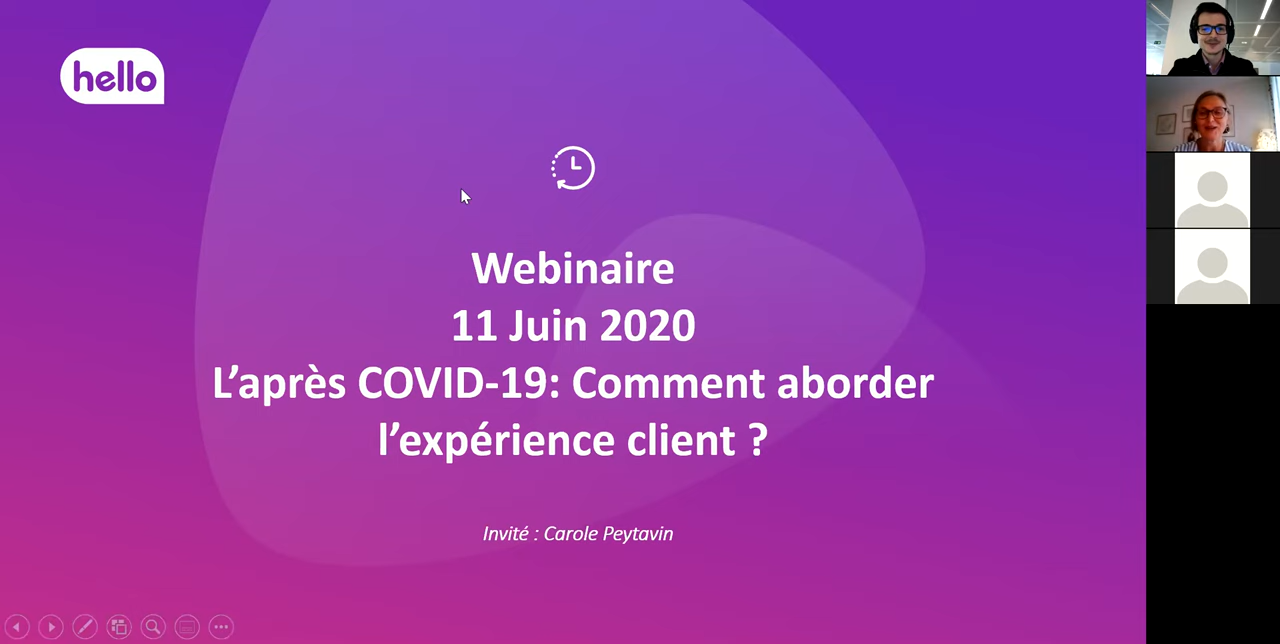 hello
Webinaire
11 Juin 2020
L’après COVID-19: Comment aborder
l’expérience client ?
Invité : Carole Peytavin